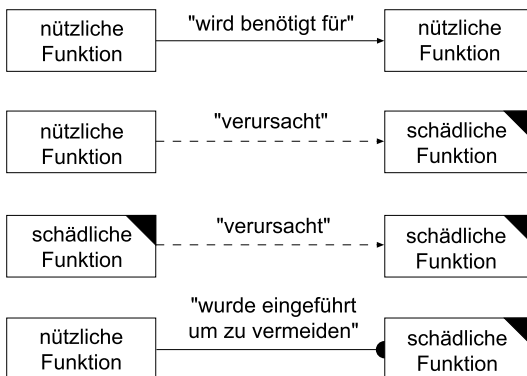 nützliche
Funktion
"wird benötigt für"
nützliche
Funktion
nützliche
Funktion
"verursacht"
schädliche
Funktion
schädliche
Funktion
"verursacht"
schädliche
Funktion
nützliche
Funktion
"wurde eingeführt
um zu vermeiden"
schädliche
Funktion